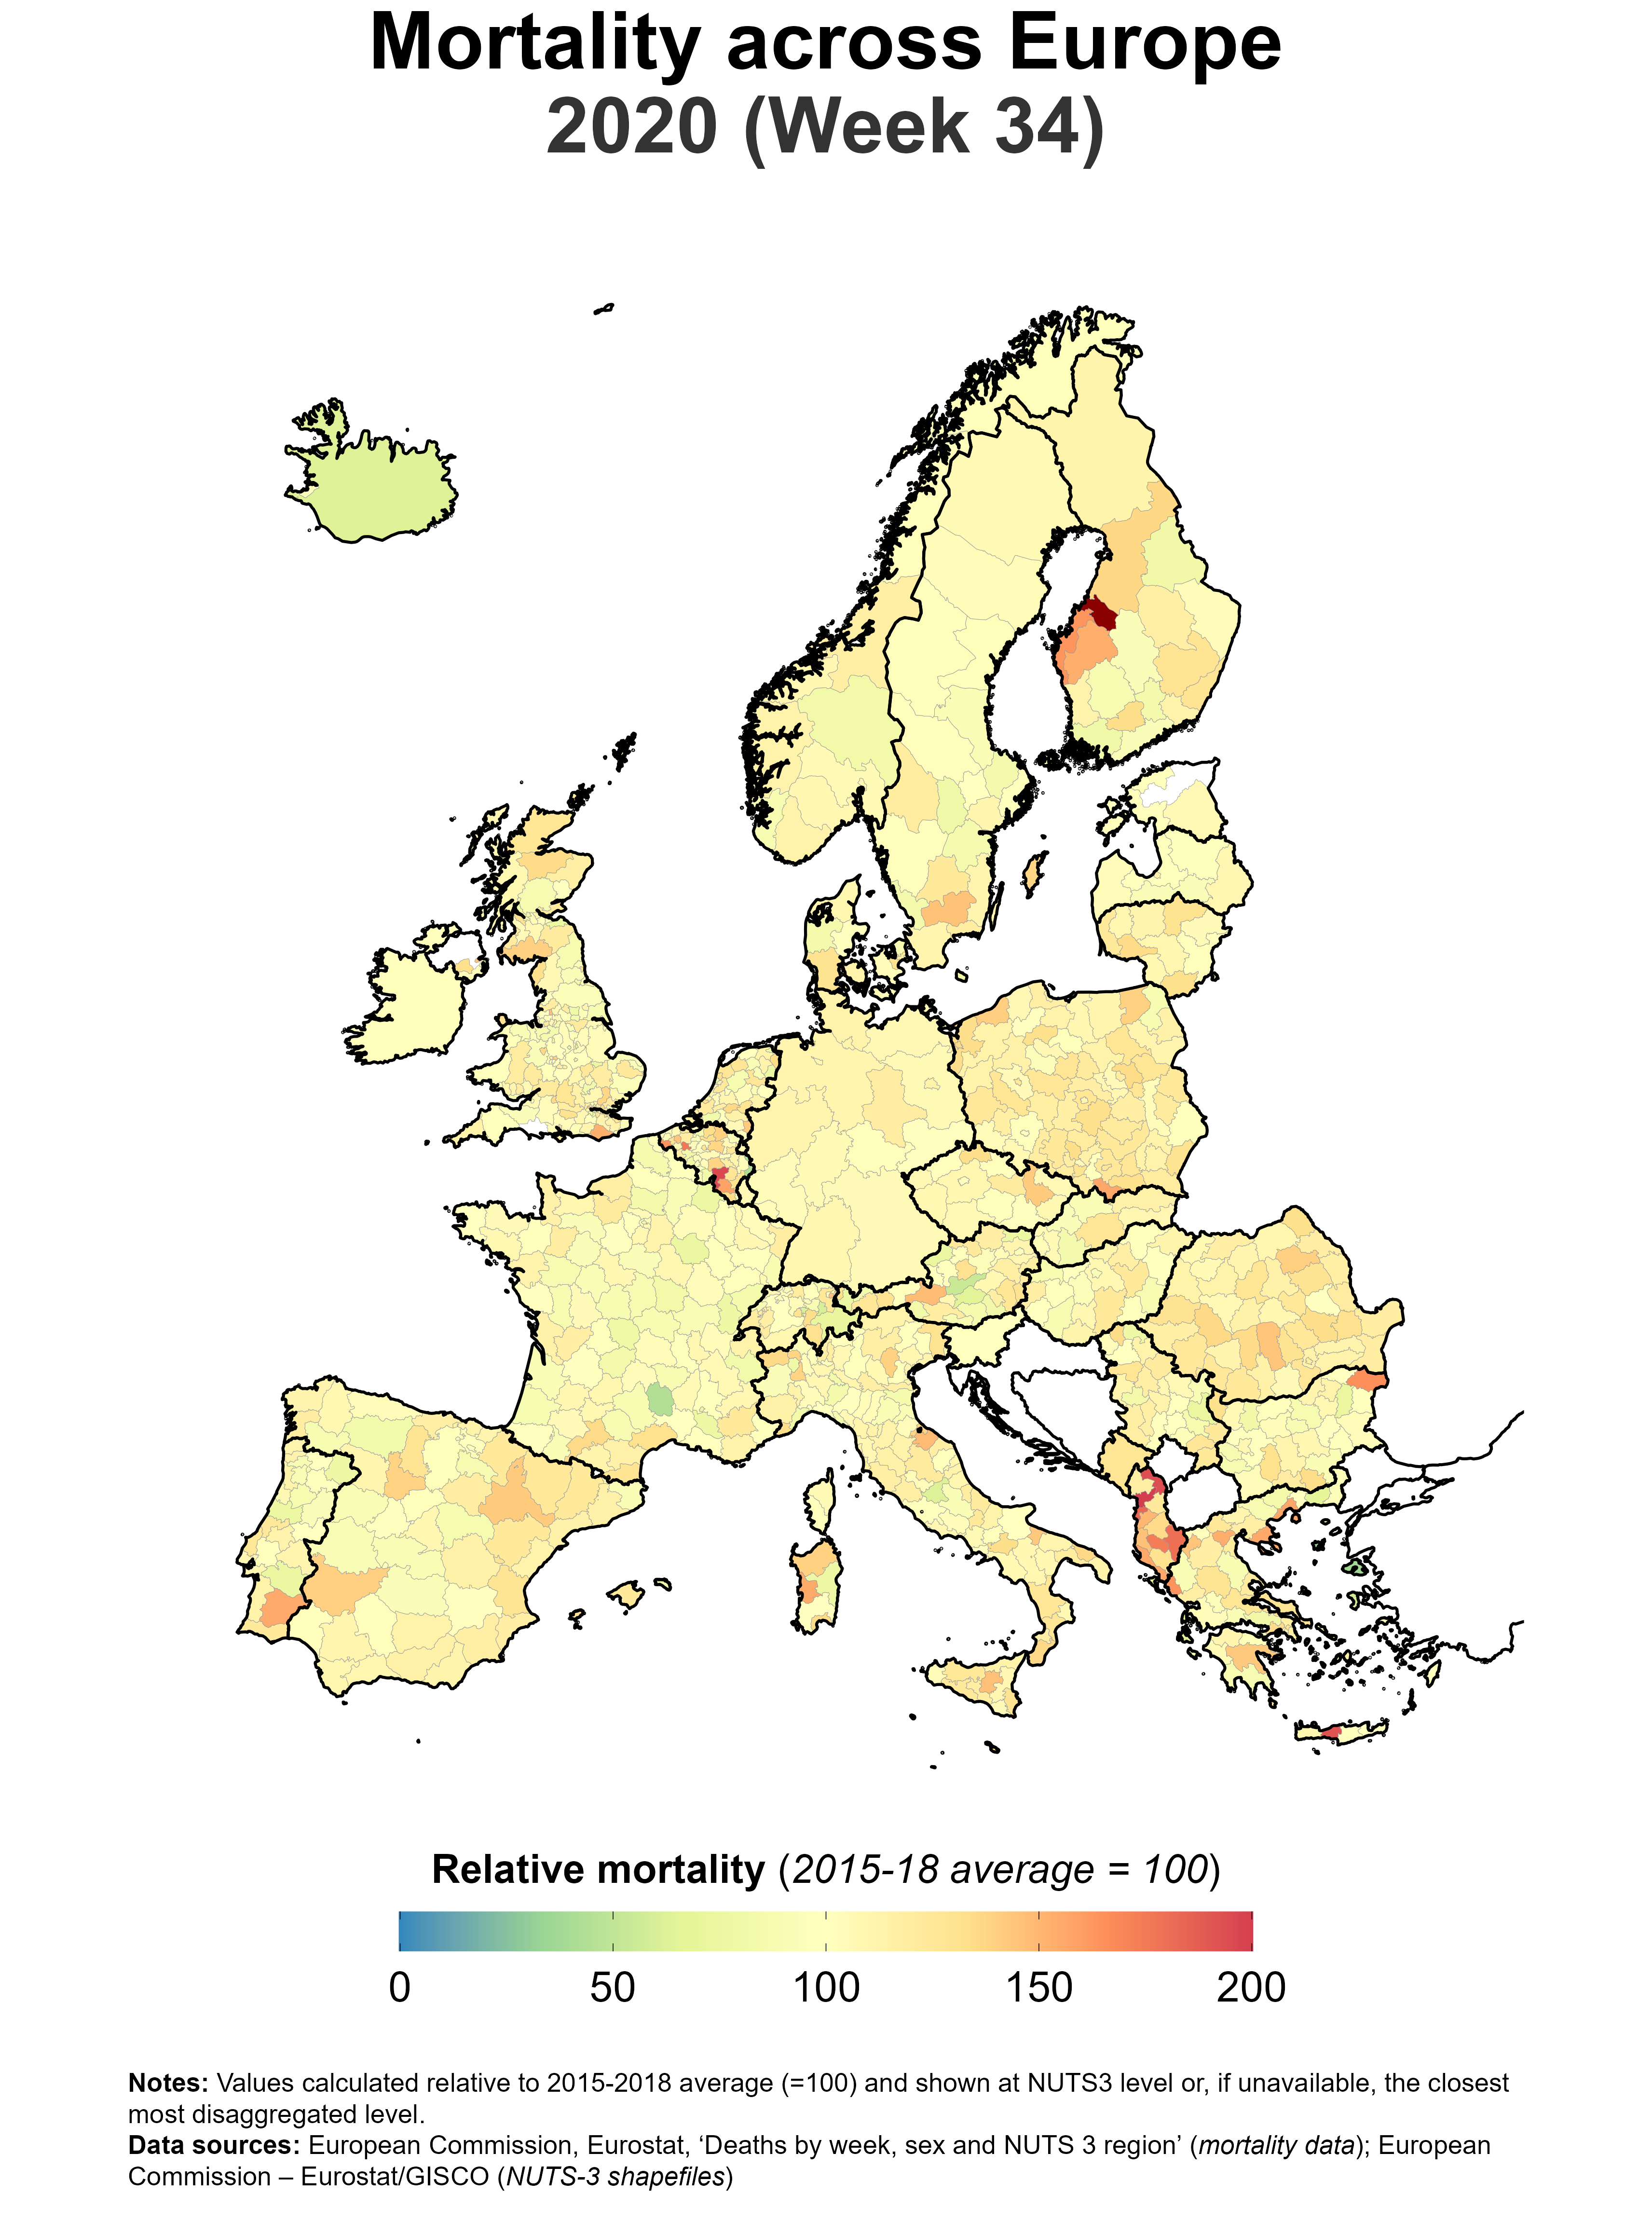 Mortality across Europe
2020 (Week 34)
Relative mortality (2015-18 average = 100)
0 50 100 150 200
Notes: Values calculated relative to 2015-2018 average (=100) and shown at NUTS3 level or, if unavailable, the closest
most disaggregated level.
Data sources: European Commission, Eurostat, ‘Deaths by week, sex and NUTS 3 region’ (mortality data); European
Commission – Eurostat/GISCO (NUTS-3 shapefiles)